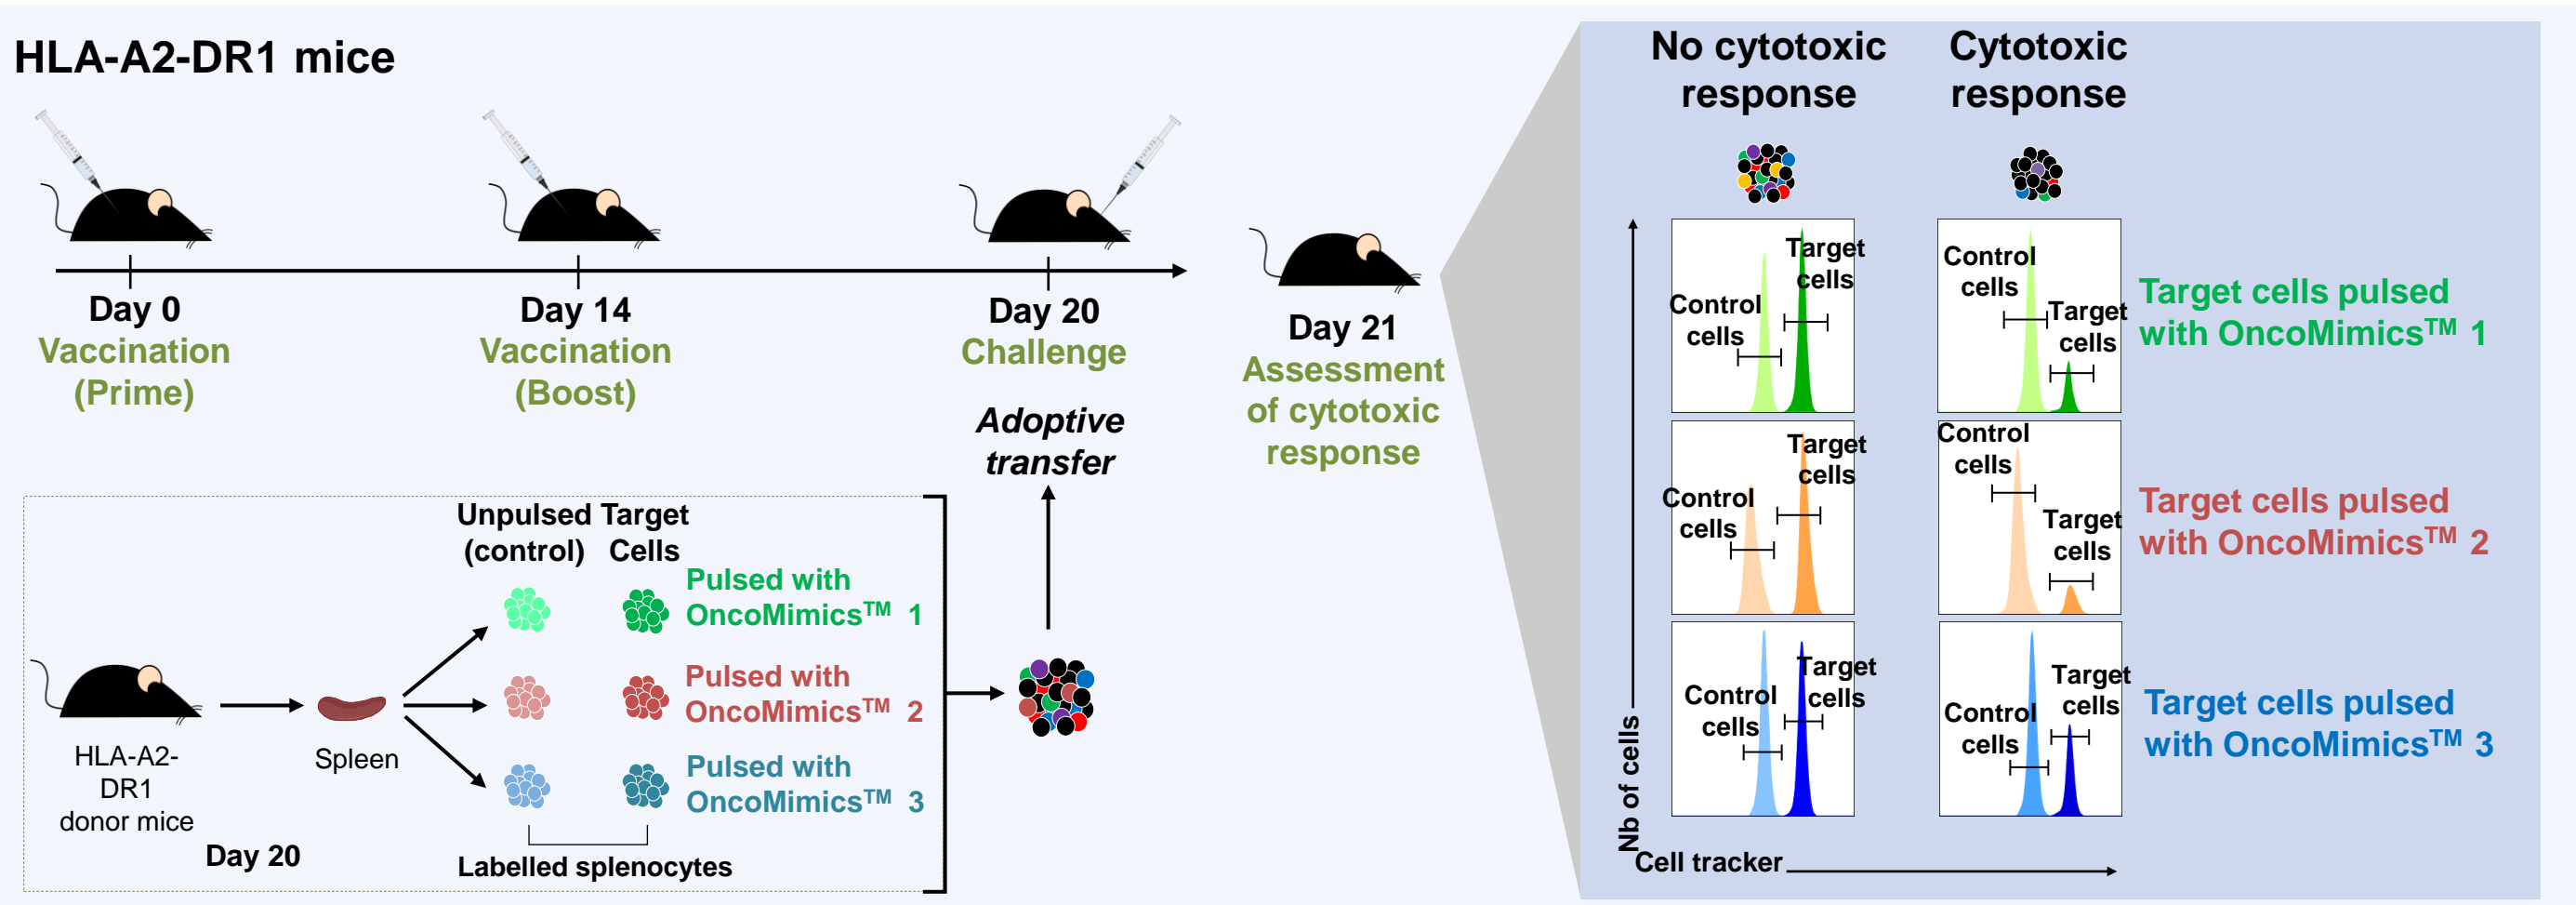 HLA-A2-DR1 mice
Day 0
Vaccination
(Prime)
Day 14
Vaccination
(Boost)
Day 20
Challenge
Adoptive
transfer
Day 21
Assessment
of cytotoxic
response
Unpulsed
(control)
Target
Cells
Pulsed with
OncoMimics™ 1
Pulsed with
OncoMimics™ 2
Pulsed with
OncoMimics™ 3
HLA-A2-
DR1
donor mice
Spleen
Day 20
Labelled splenocytes
No cytotoxic
response
Cytotoxic
response
Control
cells
Target
cells
Control
cells
Target
cells
Target cells pulsed
with OncoMimics™ 1
Control
cells
Target
cells
Control
cells
Target
cells
Target cells pulsed
with OncoMimics™ 2
Control
cells
Target
cells
Control
cells
Target
cells
Target cells pulsed
with OncoMimics™ 3
Nb of cells
Cell tracker